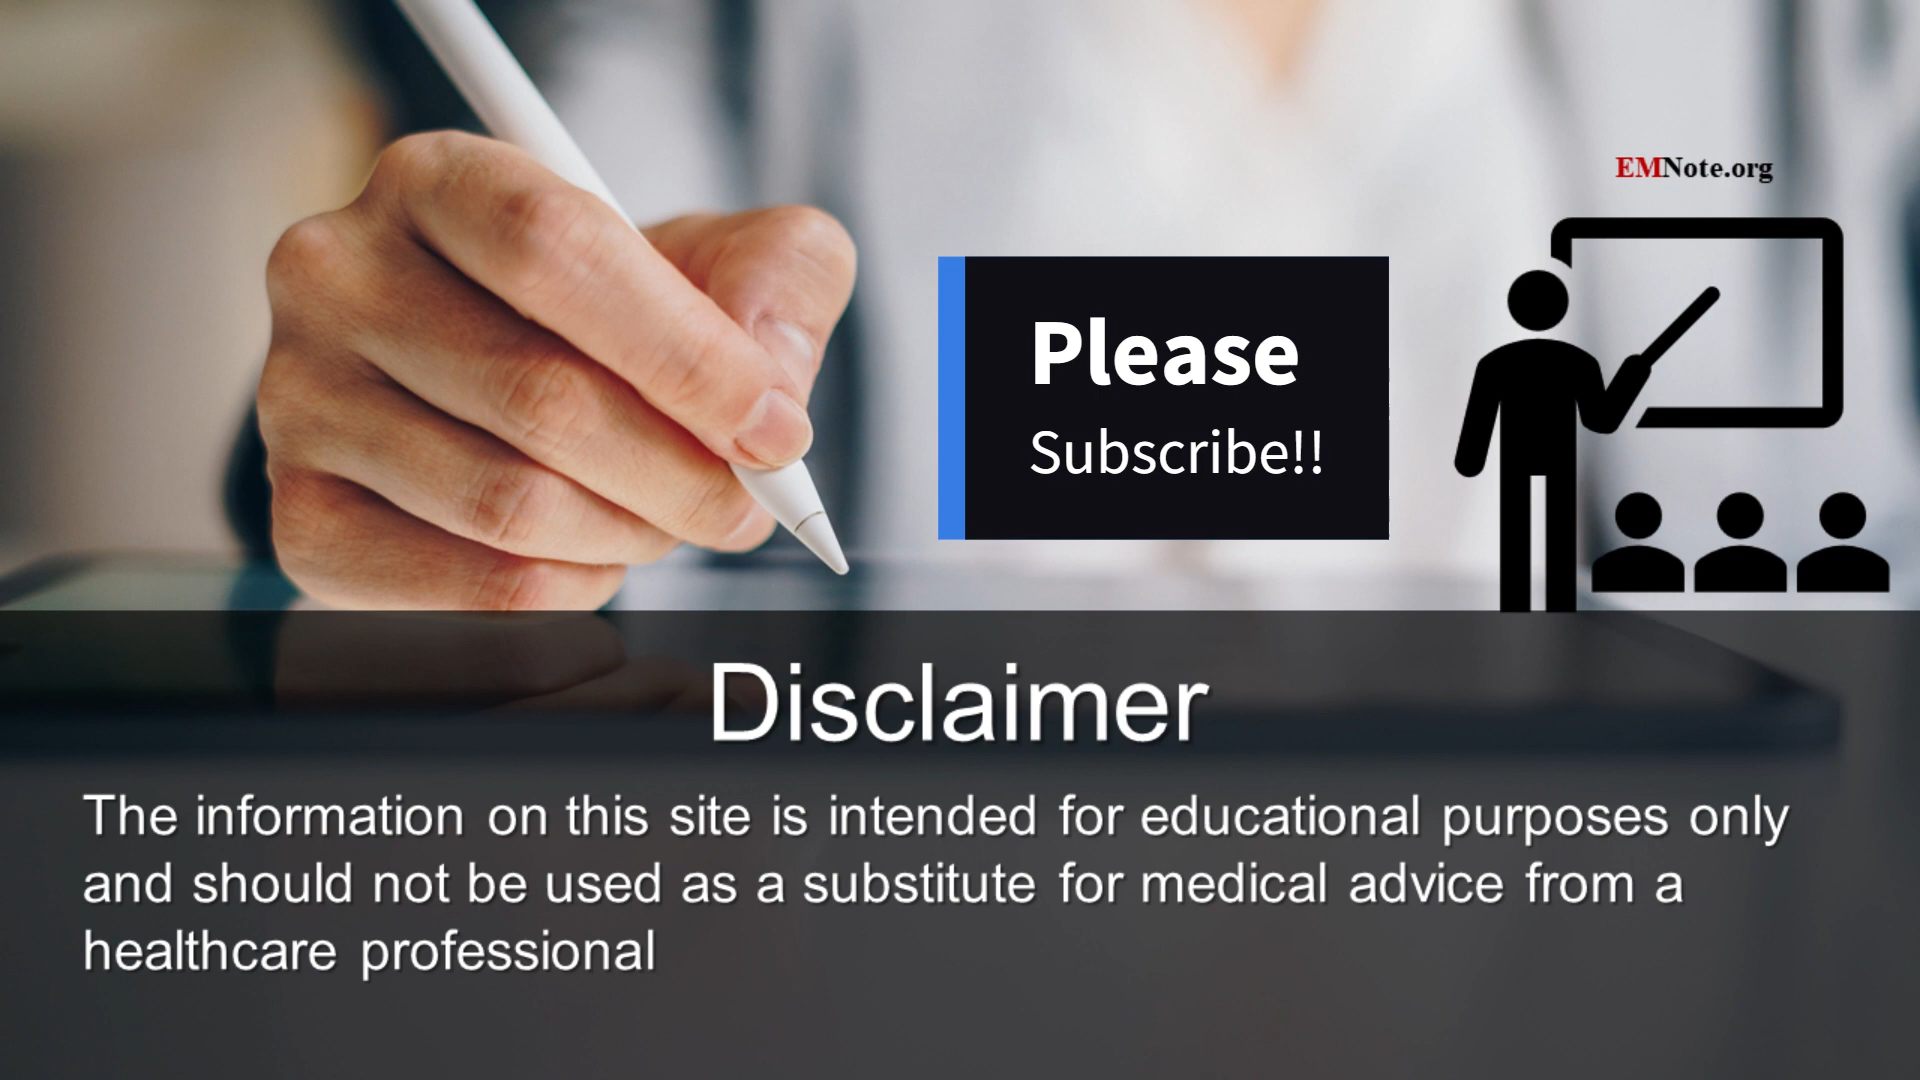 EMNote.org
Please
Subscribe!!
Disclaimer
The information on this site is intended for educational purposes only
and should not be used as a substitute for medical advice from a
healthcare professional